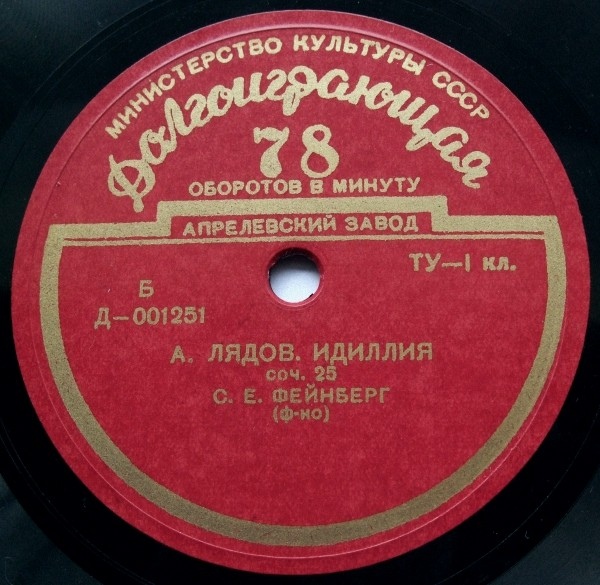 МИНИСТЕРСТВО КУЛЬТУРЫ СССР
Долгоиграющая
78
ОБОРОТОВ В МИНУТУ
АПРЕЛЕВСКИЙ ЗАВОД
ТУ—I кл.
Б
Д—001251
А. ЛЯДОВ. ИДИЛЛИЯ
соч. 25
С. Е. ФЕЙНБЕРГ
(ф-но)